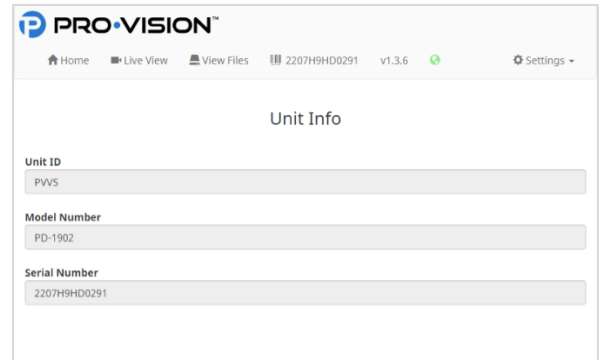 PRO•VISION™
Home Live View View Files 2207H9HD0291 v1.3.6 Settings
Unit Info
Unit ID
PVVS
Model Number
PD-1902
Serial Number
2207H9HD0291